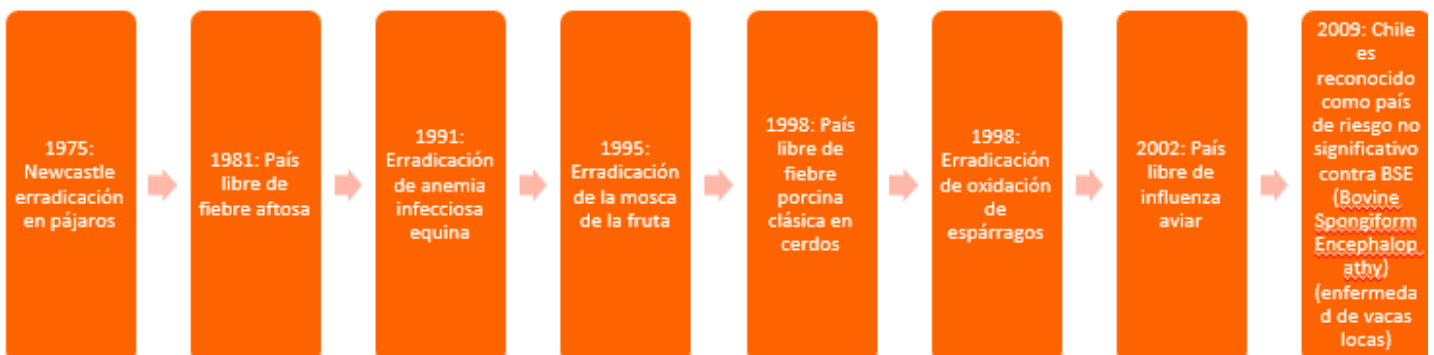 1975:
Newcastle
erradicación
en pájaros
1981: País
libre de
fiebre aftosa
1991:
Erradicación
de anemia
infecciosa
equina
1995:
Erradicación
de la mosca
de la fruta
1998: País
libre de
fiebre
porcina
clásica en
cerdos
1998:
Erradicación
de oxidación
de
espárragos
2002: País
libre de
influenza
aviar
2009: Chile
es
reconocido
como país
de riesgo no
significativo
contra BSE
(Bovine
Spongiform
Encephalop
athy)
(enfermeda
d de vacas
locas)